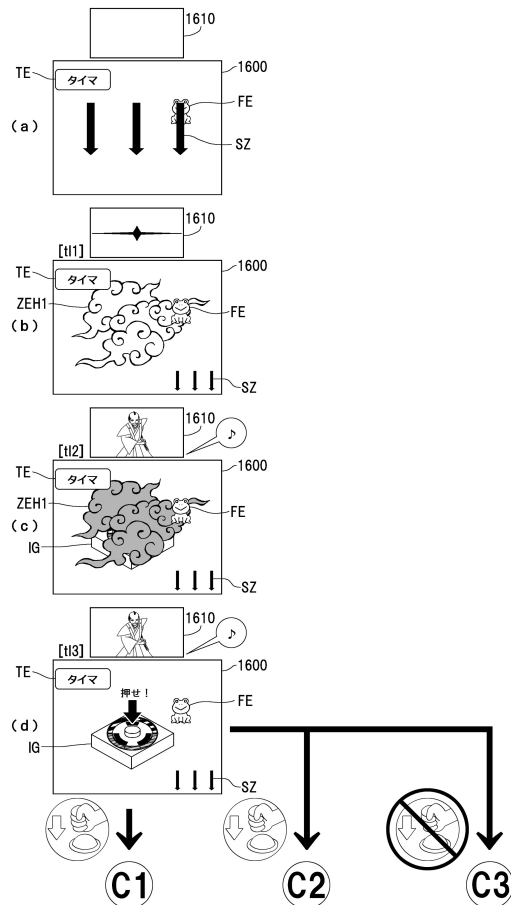 1610
TE
タイマ
1600
FE
(a)
SZ
1610
[tl1]
TE
タイマ
1600
ZEH1
FE
(b)
SZ
1610
♪
[tl2]
TE
タイマ
1600
ZEH1
FE
(c)
IG
SZ
1610
♪
[tl3]
TE
タイマ
1600
押せ!
FE
(d)
IG
SZ
C1 C2 C3